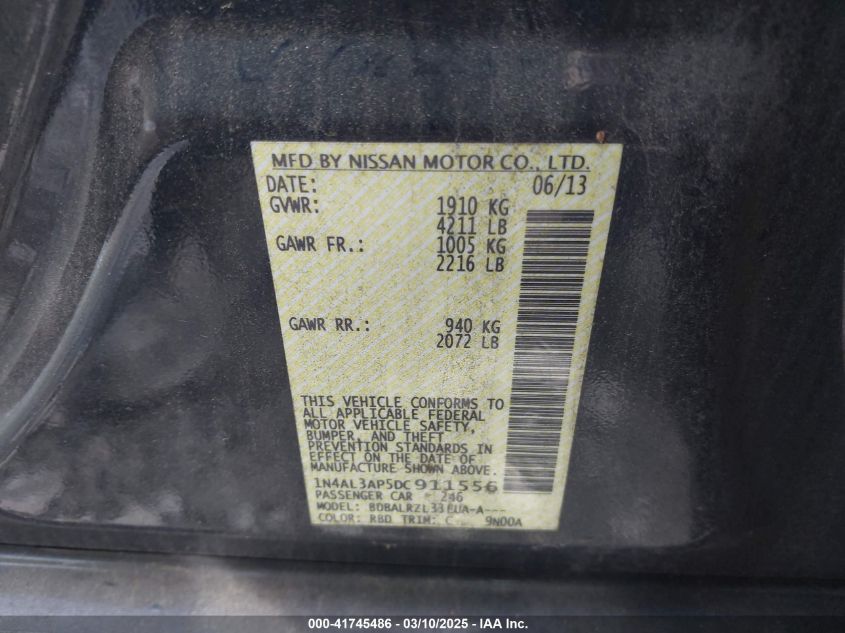 MFD BY NISSAN MOTOR CO., LTD.
DATE: 06/13
GVWR: 1910 KG
4211 LB
GAWR FR.: 1005 KG
2216 LB
GAWR RR.: 940 KG
2072 LB
THIS VEHICLE CONFORMS TO
ALL APPLICABLE FEDERAL
MOTOR VEHICLE SAFETY,
BUMPER, AND THEFT
PREVENTION STANDARDS IN
EFFECT ON THE DATE OF
MANUFACTURE SHOWN ABOVE.
1N4AL3AP5DC911556
PASSENGER CAR 246
MODEL: BDBALRZL33EUA-A---
COLOR: RBD TRIM: C 9N00A
000-41745486 - 03/10/2025 - IAA Inc.